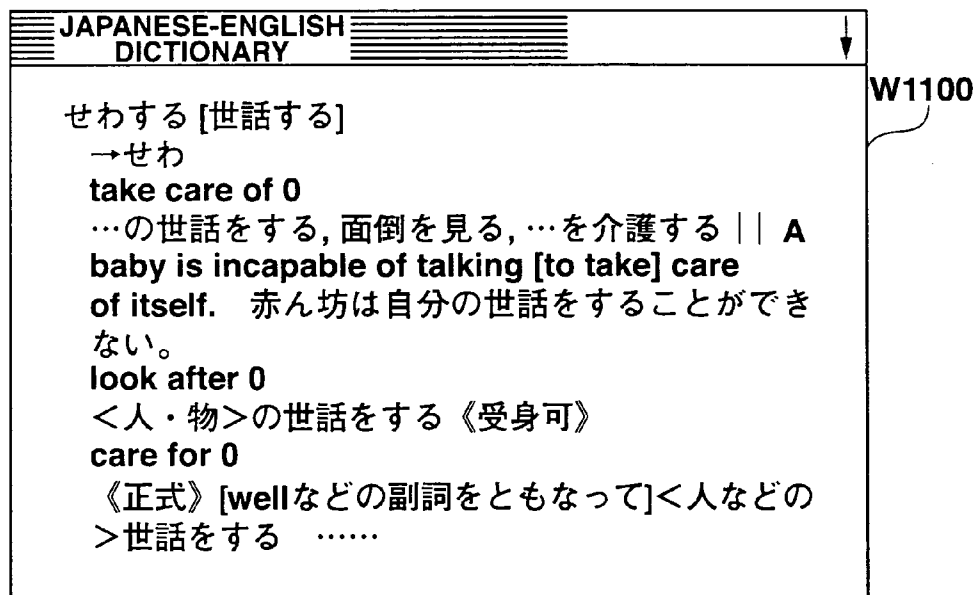 JAPANESE-ENGLISH
DICTIONARY
W1100
せわする [世話する]
→せわ
take care of 0
…の世話をする, 面倒を見る, …を介護する || A
baby is incapable of talking [to take] care
of itself. 赤ん坊は自分の世話をすることができ
ない。
look after 0
<人・物>の世話をする《受身可》
care for 0
《正式》[wellなどの副詞をともなって]<人などの
>世話をする ……